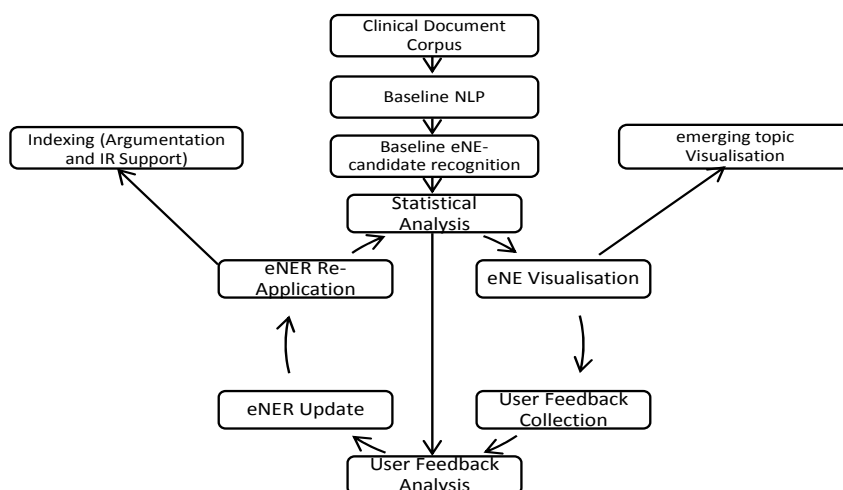 Clinical Document
Corpus
Baseline NLP
Indexing (Argumentation
and IR Support)
Baseline eNE-
candidate recognition
emerging topic
Visualisation
Statistical
Analysis
eNER Re-
Application
eNE Visualisation
eNER Update
User Feedback
Collection
User Feedback
Analysis